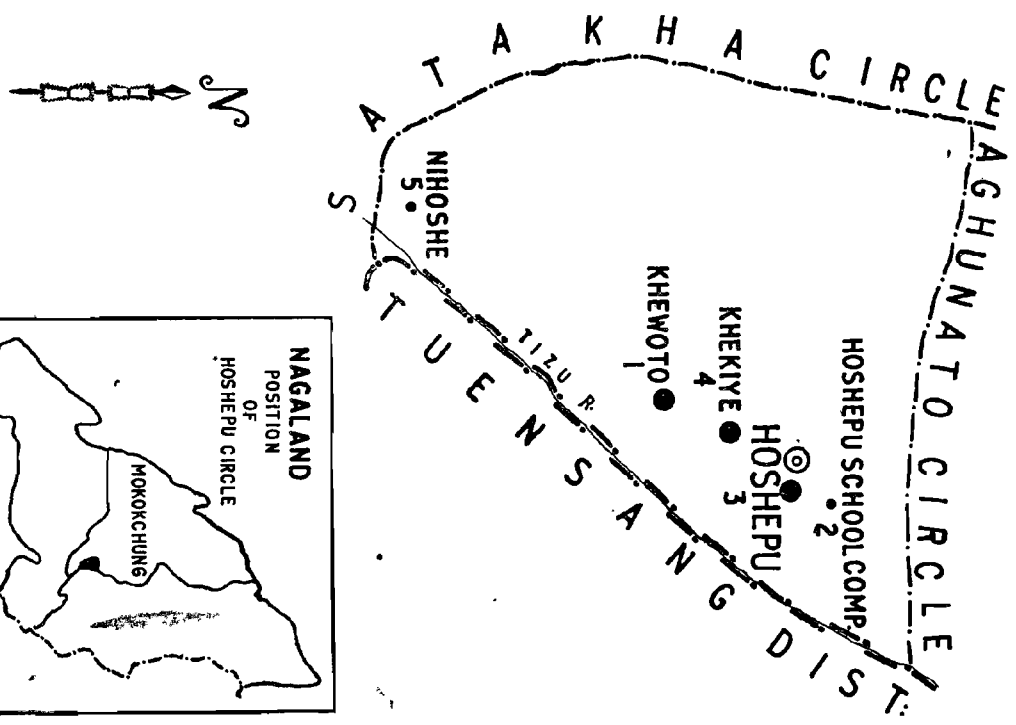 ATAKHA CIRCLE
AGHUNATO CIRCLE
HOSHEPU SCHOOL COMP.
2
HOSHEPU
3
KHEKIYE
4
KHEWOTO
1
NIHOSHE
5
TIZU R.
S
TUENSANG DIST:
N
NAGALAND
POSITION
OF
HOSHEPU CIRCLE
MOKOKCHUNG